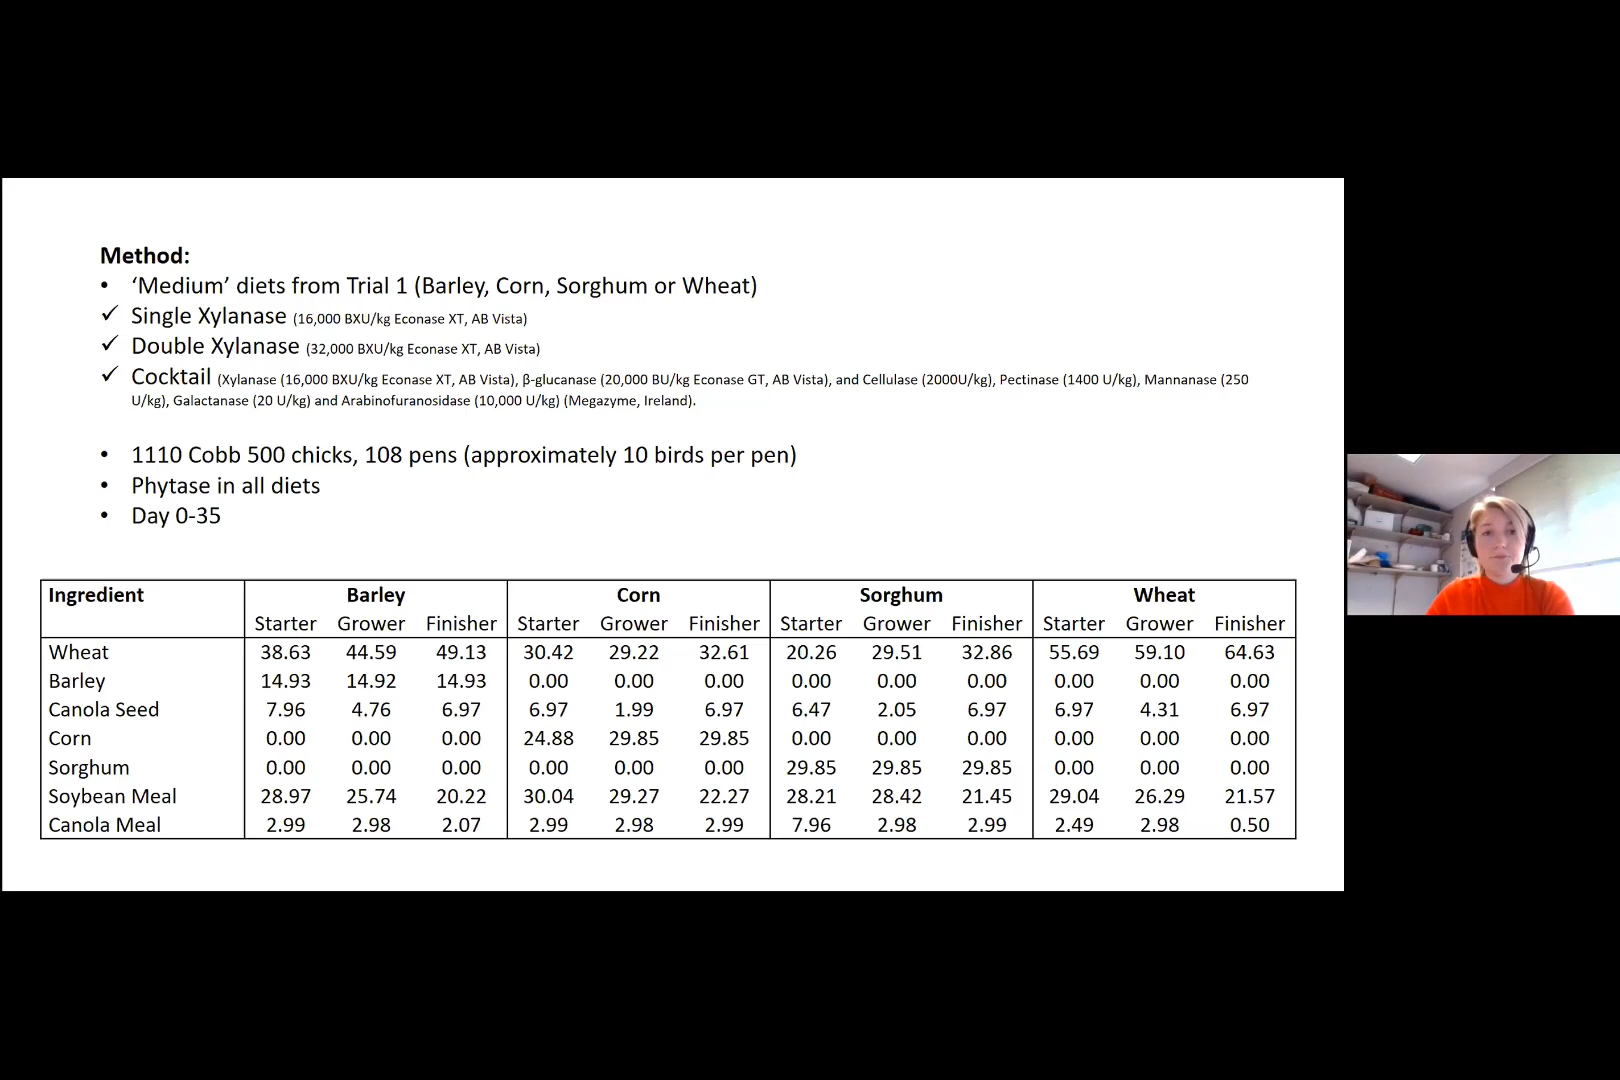 Method:
• ‘Medium’ diets from Trial 1 (Barley, Corn, Sorghum or Wheat)
✓ Single Xylanase (16,000 BXU/kg Econase XT, AB Vista)
✓ Double Xylanase (32,000 BXU/kg Econase XT, AB Vista)
✓ Cocktail (Xylanase (16,000 BXU/kg Econase XT, AB Vista), β-glucanase (20,000 BU/kg Econase GT, AB Vista), and Cellulase (2000U/kg), Pectinase (1400 U/kg), Mannanase (250
U/kg), Galactanase (20 U/kg) and Arabinofuranosidase (10,000 U/kg) (Megazyme, Ireland).
• 1110 Cobb 500 chicks, 108 pens (approximately 10 birds per pen)
• Phytase in all diets
• Day 0-35
Ingredient Barley Corn Sorghum Wheat
Starter Grower Finisher Starter Grower Finisher Starter Grower Finisher Starter Grower Finisher
Wheat 38.63 44.59 49.13 30.42 29.22 32.61 20.26 29.51 32.86 55.69 59.10 64.63
Barley 14.93 14.92 14.93 0.00 0.00 0.00 0.00 0.00 0.00 0.00 0.00 0.00
Canola Seed 7.96 4.76 6.97 6.97 1.99 6.97 6.47 2.05 6.97 6.97 4.31 6.97
Corn 0.00 0.00 0.00 24.88 29.85 29.85 0.00 0.00 0.00 0.00 0.00 0.00
Sorghum 0.00 0.00 0.00 0.00 0.00 0.00 29.85 29.85 29.85 0.00 0.00 0.00
Soybean Meal 28.97 25.74 20.22 30.04 29.27 22.27 28.21 28.42 21.45 29.04 26.29 21.57
Canola Meal 2.99 2.98 2.07 2.99 2.98 2.99 7.96 2.98 2.99 2.49 2.98 0.50